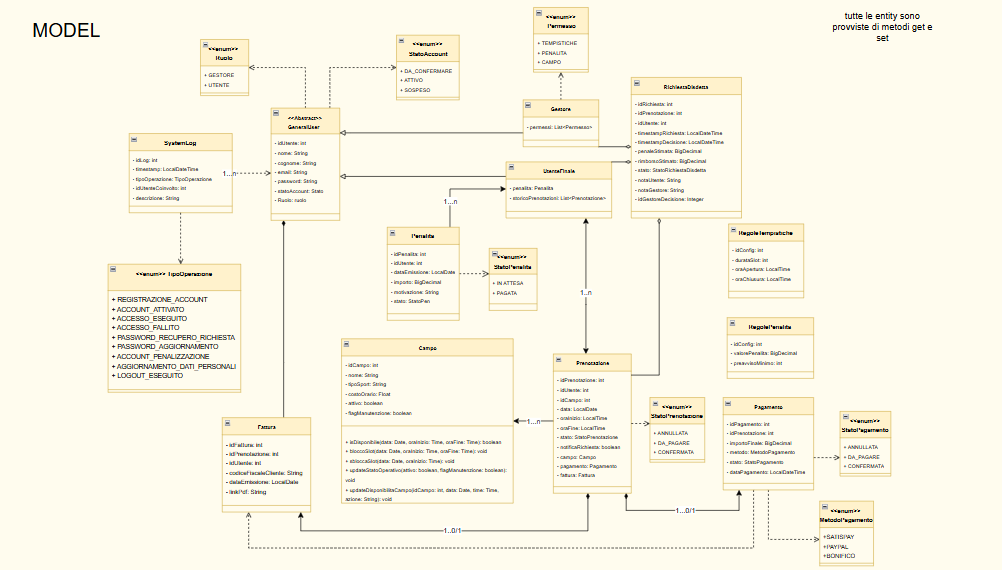 MODEL
tutte le entity sono
provviste di metodi get e
set
<<enum>>
Ruolo
+ GESTORE
+ UTENTE
<<enum>>
StatoAccount
+ DA_CONFERMARE
+ ATTIVO
+ SOSPESO
<<enum>>
Permesso
+ TEMPISTICHE
+ PENALITA
+ CAMPO
SystemLog
- idLog: int
- timestamp: LocalDateTime
- tipoOperazione: TipoOperazione
- idUtenteCoinvolto: int
- descrizione: String
1...n
<<Abstract>>
GeneralUser
- idUtente: int
- nome: String
- cognome: String
- email: String
- password: String
- statoAccount: Stato
- Ruolo: ruolo
Gestore
- permessi: List<Permesso>
RichiestaDisdetta
- idRichiesta: int
- idPrenotazione: int
- idUtente: int
- timestampRichiesta: LocalDateTime
- timestampDecisione: LocalDateTime
- penaleStimata: BigDecimal
- rimborsoStimato: BigDecimal
- stato: StatoRichiestaDisdetta
- notaUtente: String
- notaGestore: String
- idGestoreDecisione: Integer
UtenteFinale
- penalita: Penalita
- storicoPrenotazioni: List<Prenotazione>
1...n
Penalita
- idPenalita: int
- idUtente: int
- dataEmissione: LocalDate
- importo: BigDecimal
- motivazione: String
- stato: StatoPen
<<enum>>
StatoPenalita
+ IN ATTESA
+ PAGATA
RegoleTempistiche
- idConfig: int
- durataSlot: int
- oraApertura: LocalTime
- oraChiusura: LocalTime
<<enum>> TipoOperazione
+ REGISTRAZIONE_ACCOUNT
+ ACCOUNT_ATTIVATO
+ ACCESSO_ESEGUITO
+ ACCESSO_FALLITO
+ PASSWORD_RECUPERO_RICHIESTA
+ PASSWORD_AGGIORNAMENTO
+ ACCOUNT_PENALIZZAZIONE
+ AGGIORNAMENTO_DATI_PERSONALI
+ LOGOUT_ESEGUITO
1..n
RegolePenalita
- idConfig: int
- valorePenalita: BigDecimal
- preavvisoMinimo: int
Campo
- idCampo: int
- nome: String
- tipoSport: String
- costoOrario: Float
- attivo: boolean
- flagManutenzione: boolean
+ isDisponibile(data: Date, oraInizio: Time, oraFine: Time): boolean
+ bloccoSlot(data: Date, oraInizio: Time, oraFine: Time): void
+ sbloccaSlot(data: Date, oraInizio: Time): void
+ updateStatoOperativo(attivo: boolean, flagManutenzione: boolean):
void
+ updateDisponibilitaCampo(idCampo: int, data: Date, time: Time,
azione: String): void
1...n
Prenotazione
- idPrenotazione: int
- idUtente: int
- idCampo: int
- data: LocalDate
- oraInizio: LocalTime
- oraFine: LocalTime
- stato: StatoPrenotazione
- notificaRichiesta: boolean
- campo: Campo
- pagamento: Pagamento
- fattura: Fattura
<<enum>>
StatoPrenotazione
+ ANNULLATA
+ DA_PAGARE
+ CONFERMATA
Pagamento
- idPagamento: int
- idPrenotazione: int
- importoFinale: BigDecimal
- metodo: MetodoPagamento
- stato: StatoPagamento
- dataPagamento: LocalDateTime
<<enum>>
StatoPagamento
+ ANNULLATA
+ DA_PAGARE
+ CONFERMATA
Fattura
- idFattura: int
- idPrenotazione: int
- idUtente: int
- codiceFiscaleCliente: String
- dataEmissione: LocalDate
- linkPdf: String
1...0/1
1...0/1
<<enum>>
MetodoPagamento
+SATISPAY
+PAYPAL
+BONIFICO